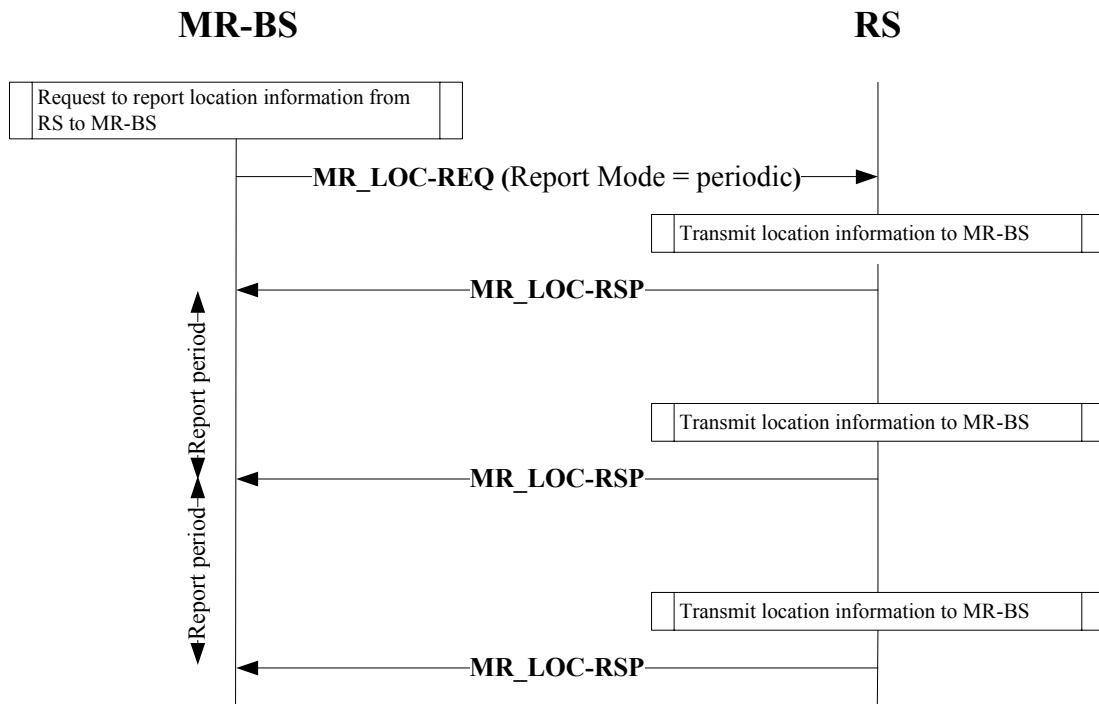 MR-BS
RS
Request to report location information from
RS to MR-BS
MR_LOC-REQ (Report Mode = periodic)
Transmit location information to MR-BS
MR_LOC-RSP
Report period
Transmit location information to MR-BS
MR_LOC-RSP
Report period
Transmit location information to MR-BS
MR_LOC-RSP